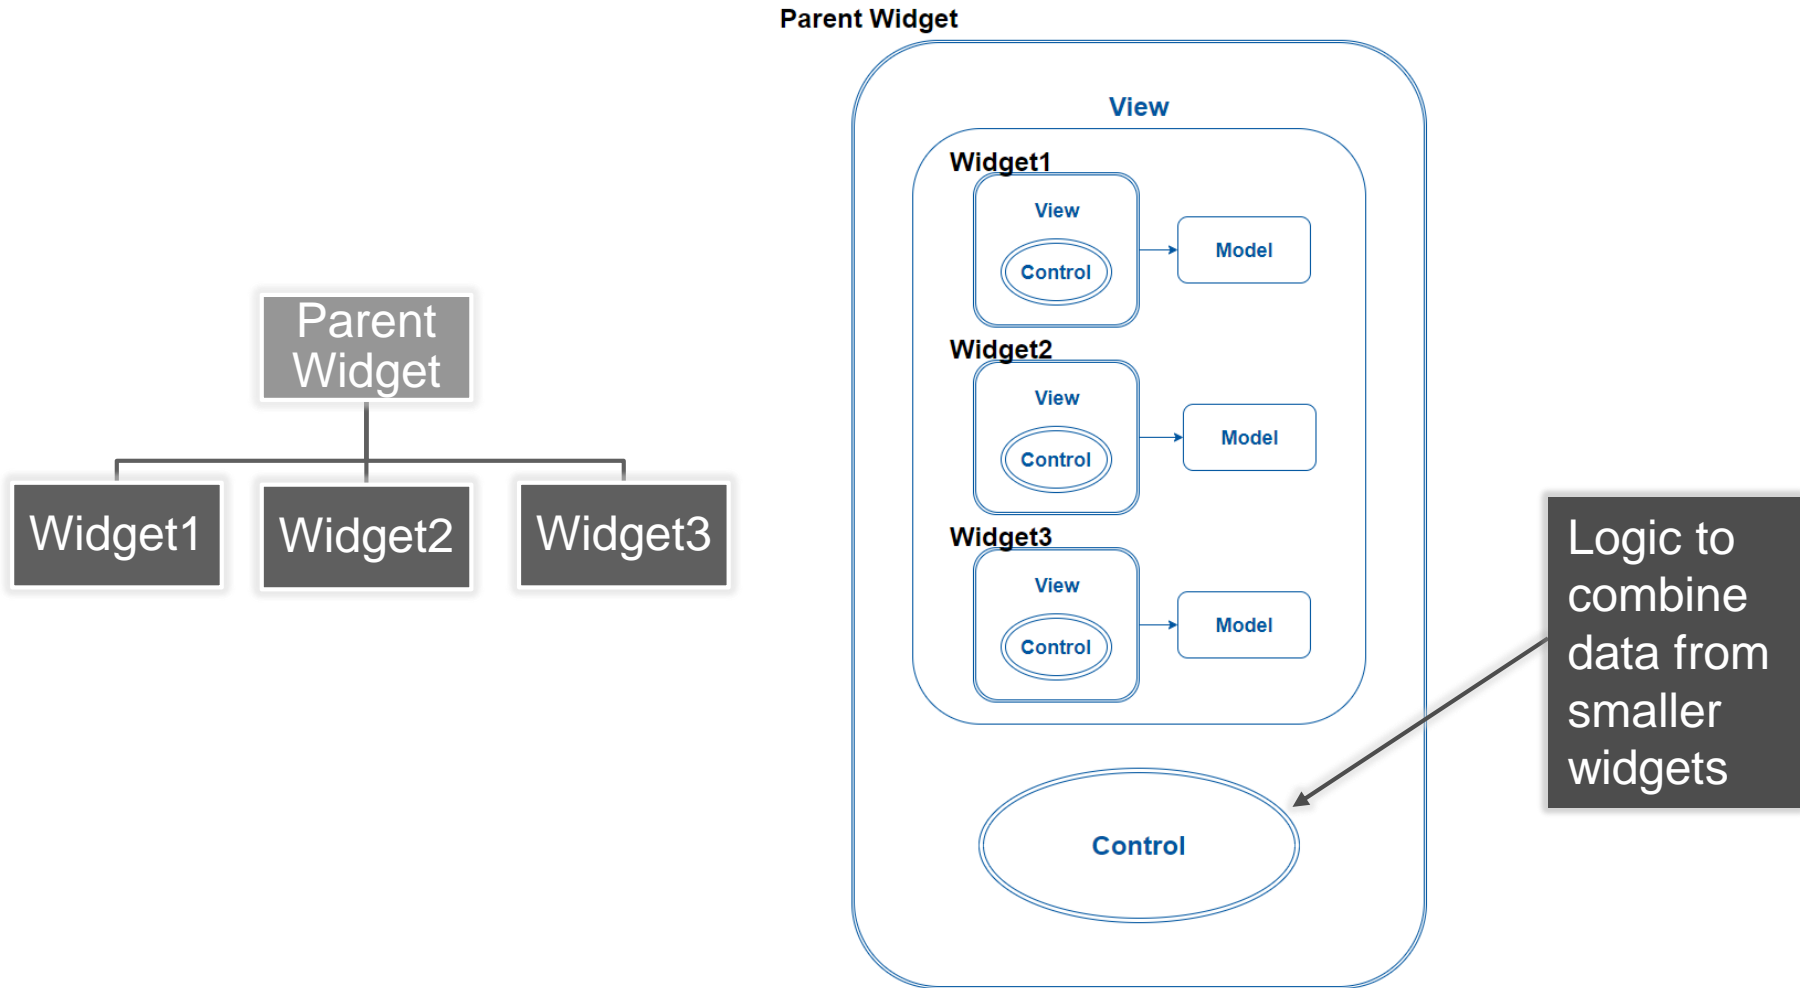 Parent Widget
View
Widget1
View
Control
Model
Widget2
View
Control
Model
Widget3
View
Control
Model
Control
Parent
Widget
Widget1
Widget2
Widget3
Logic to
combine
data from
smaller
widgets